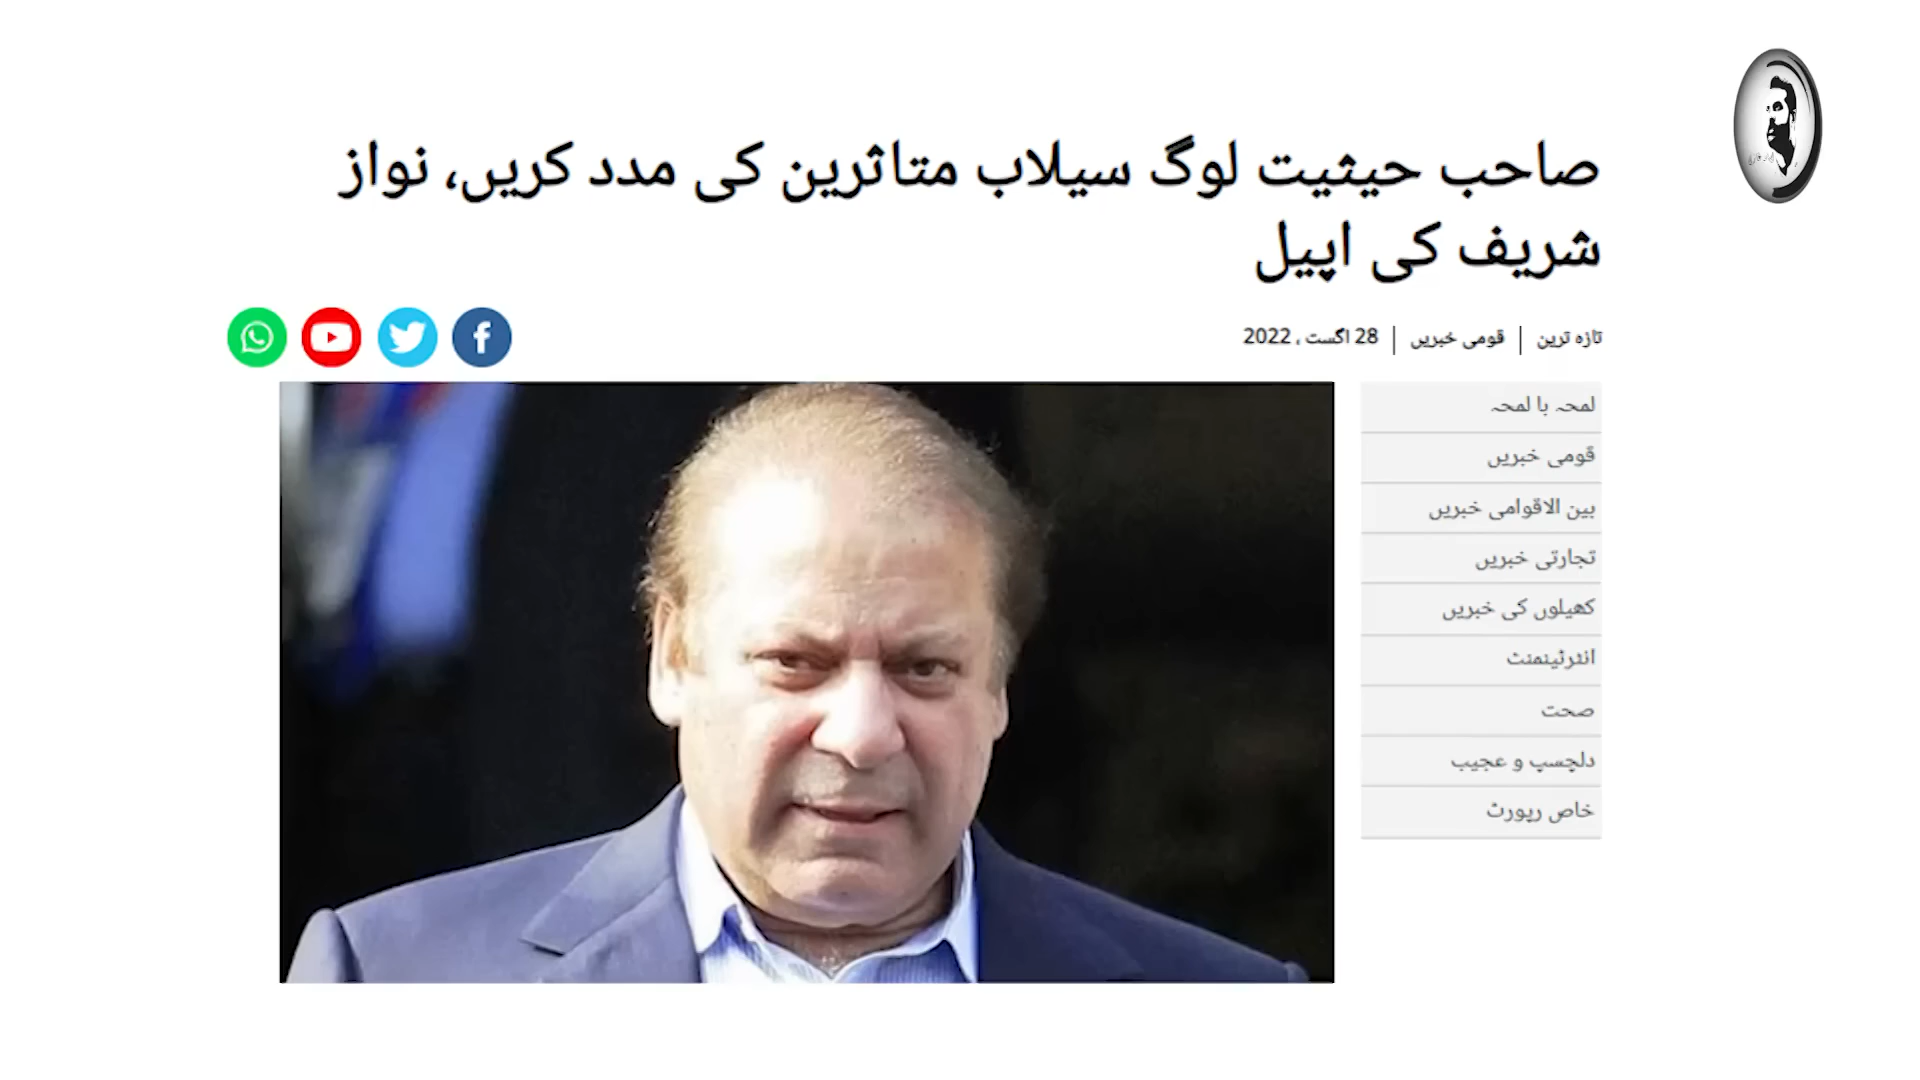 صاحب حیثیت لوگ سیلاب متاثرین کی مدد کریں، نواز
شریف کی اپیل
تازہ ترین | قومی خبریں | 28 اگست ، 2022
لمحہ با لمحہ
قومی خبریں
بین الاقوامی خبریں
تجارتی خبریں
کھیلوں کی خبریں
انٹرٹینمنٹ
صحت
دلچسپ و عجیب
خاص رپورٹ